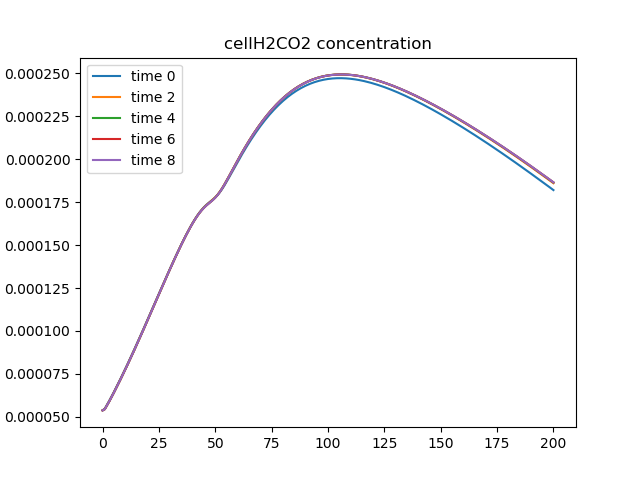 cellH2CO2 concentration
time 0
time 2
time 4
time 6
time 8
0.000250
0.000225
0.000200
0.000175
0.000150
0.000125
0.000100
0.000075
0.000050
0 25 50 75 100 125 150 175 200